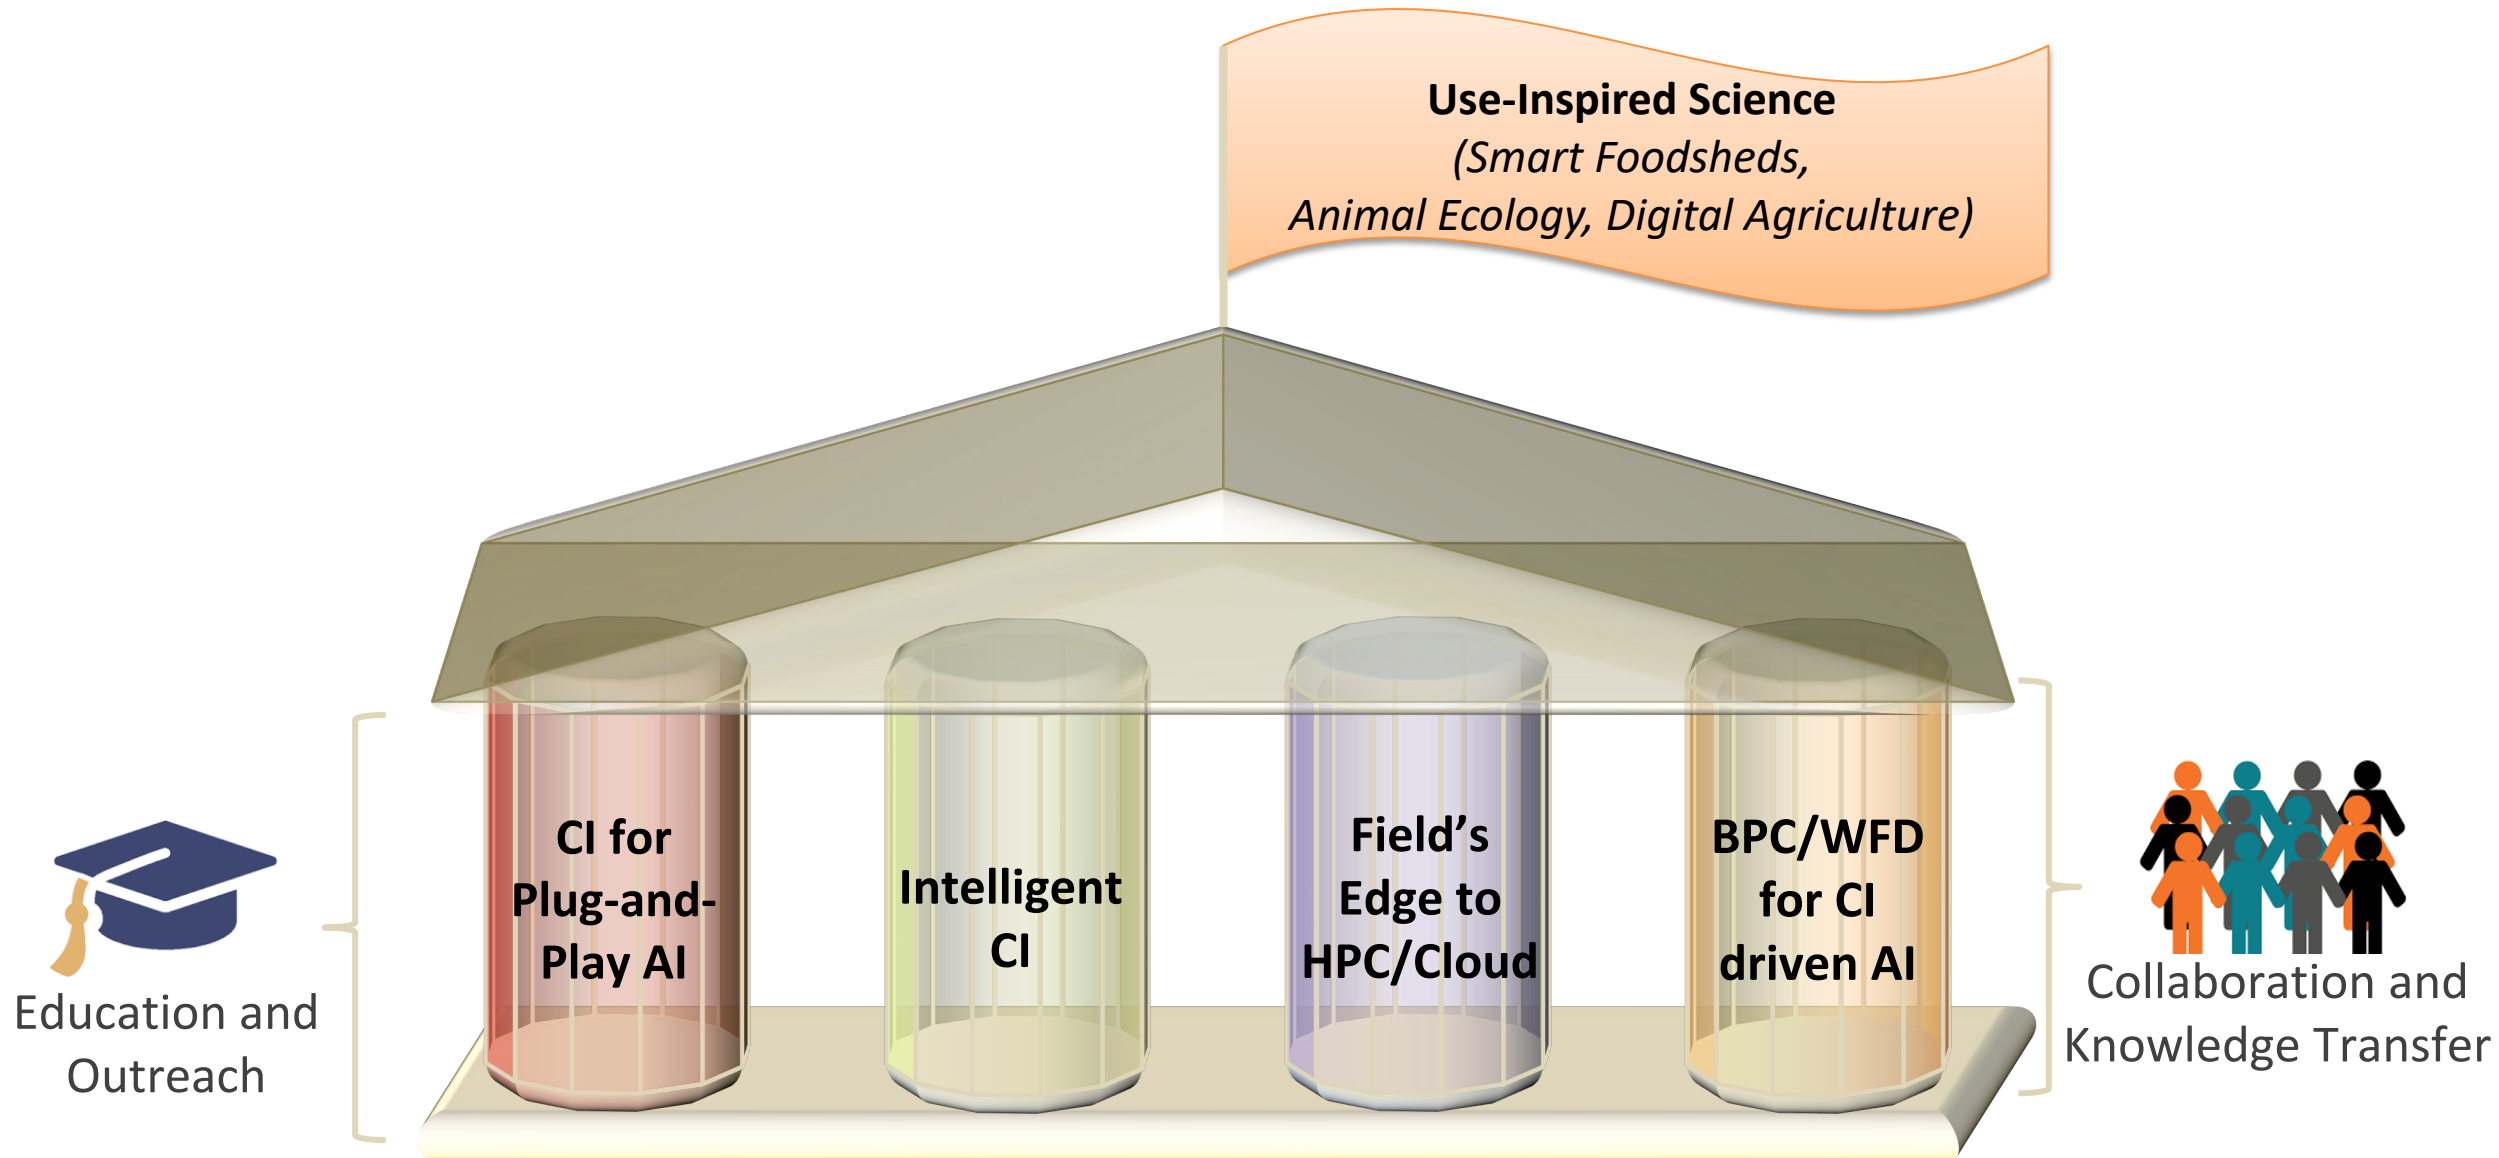 Use-Inspired Science
(Smart Foodsheds,
Animal Ecology, Digital Agriculture)
CI for
Plug-and-
Play AI
Intelligent
CI
Field’s
Edge to
HPC/Cloud
BPC/WFD
for CI
driven AI
Education and
Outreach
Collaboration and
Knowledge Transfer